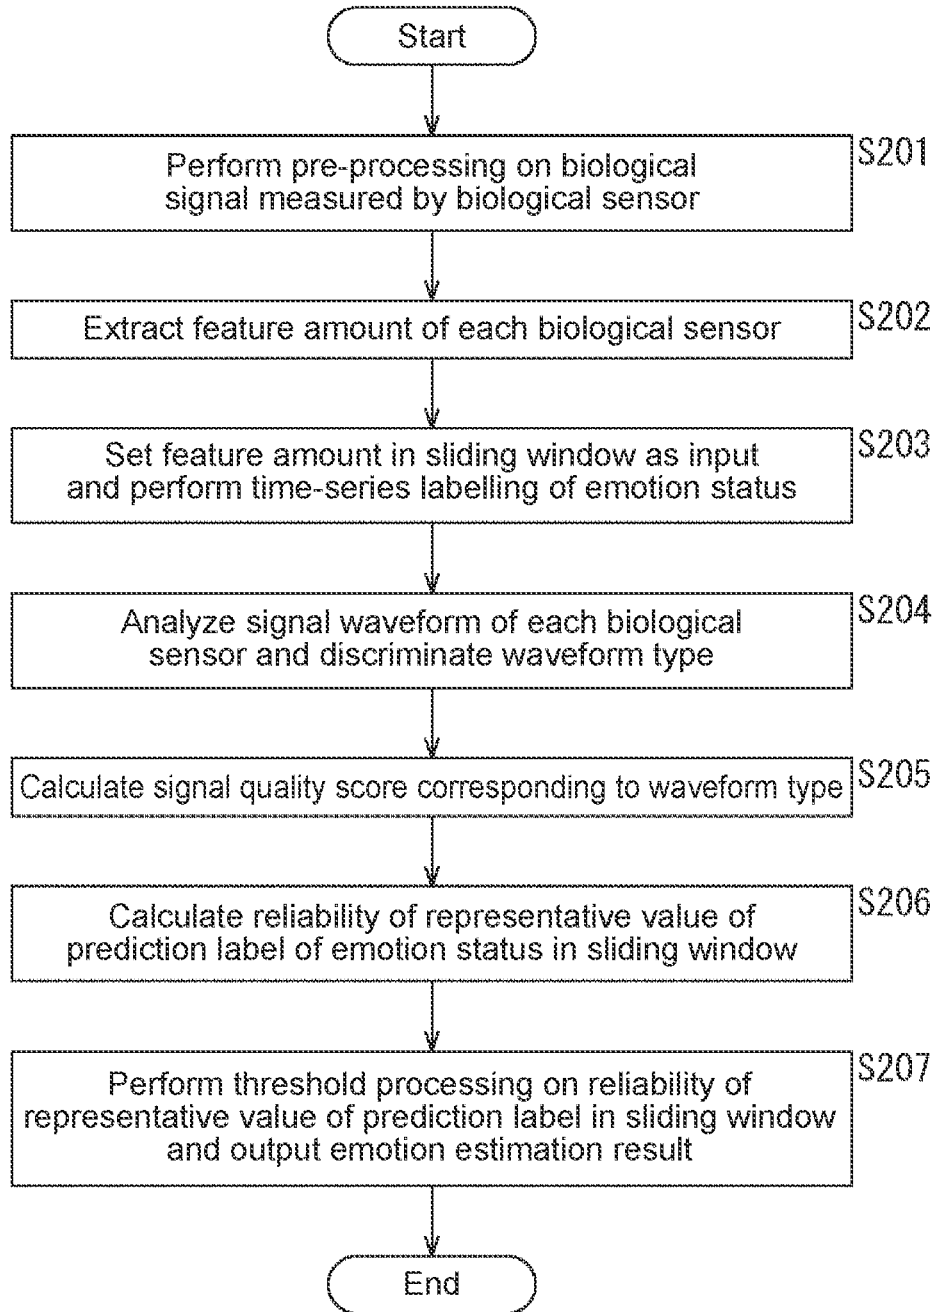 Start
S201
Perform pre-processing on biological
signal measured by biological sensor
S202
Extract feature amount of each biological sensor
S203
Set feature amount in sliding window as input
and perform time-series labelling of emotion status
S204
Analyze signal waveform of each biological
sensor and discriminate waveform type
S205
Calculate signal quality score corresponding to waveform type
S206
Calculate reliability of representative value of
prediction label of emotion status in sliding window
S207
Perform threshold processing on reliability of
representative value of prediction label in sliding window
and output emotion estimation result
End